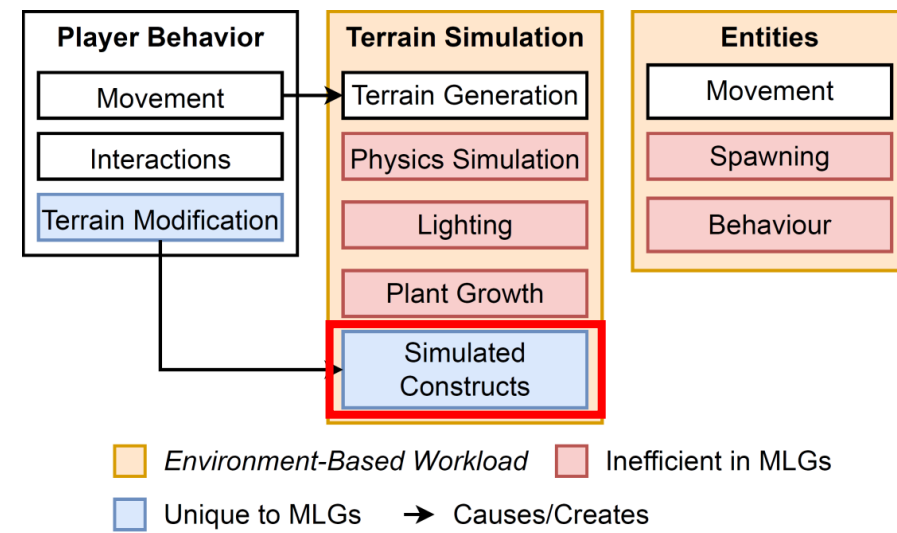 Player Behavior
Movement
Interactions
Terrain Modification
Terrain Simulation
Terrain Generation
Physics Simulation
Lighting
Plant Growth
Simulated
Constructs
Entities
Movement
Spawning
Behaviour
Environment-Based Workload
Inefficient in MLGs
Unique to MLGs
Causes/Creates